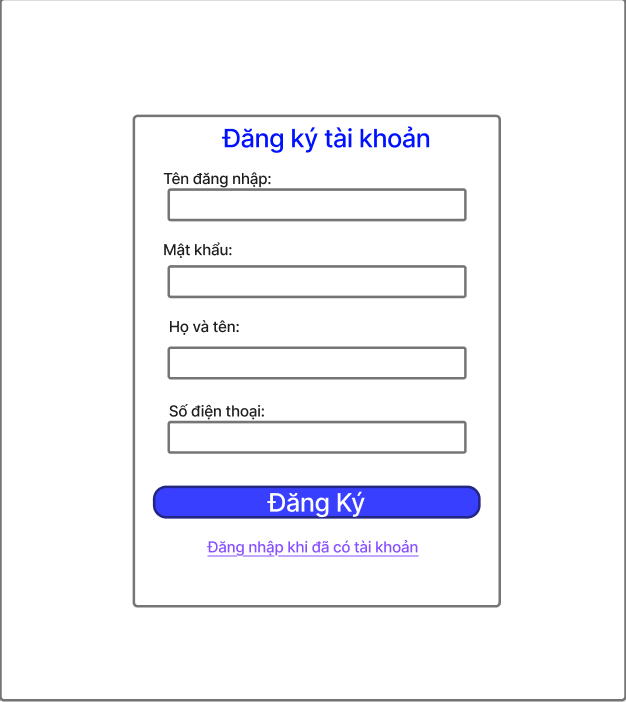 Đăng ký tài khoản
Tên đăng nhập:
Mật khẩu:
Họ và tên:
Số điện thoại:
Đăng Ký
Đăng nhập khi đã có tài khoản